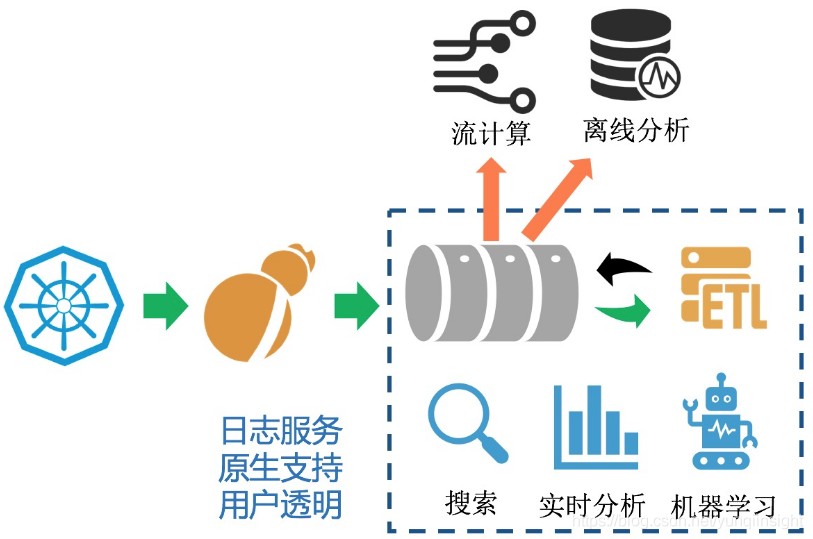 流计算
离线分析
ETL
日志服务
原生支持
用户透明
搜索
实时分析
机器学习
https://blog.csdn.net/yunqiinsight